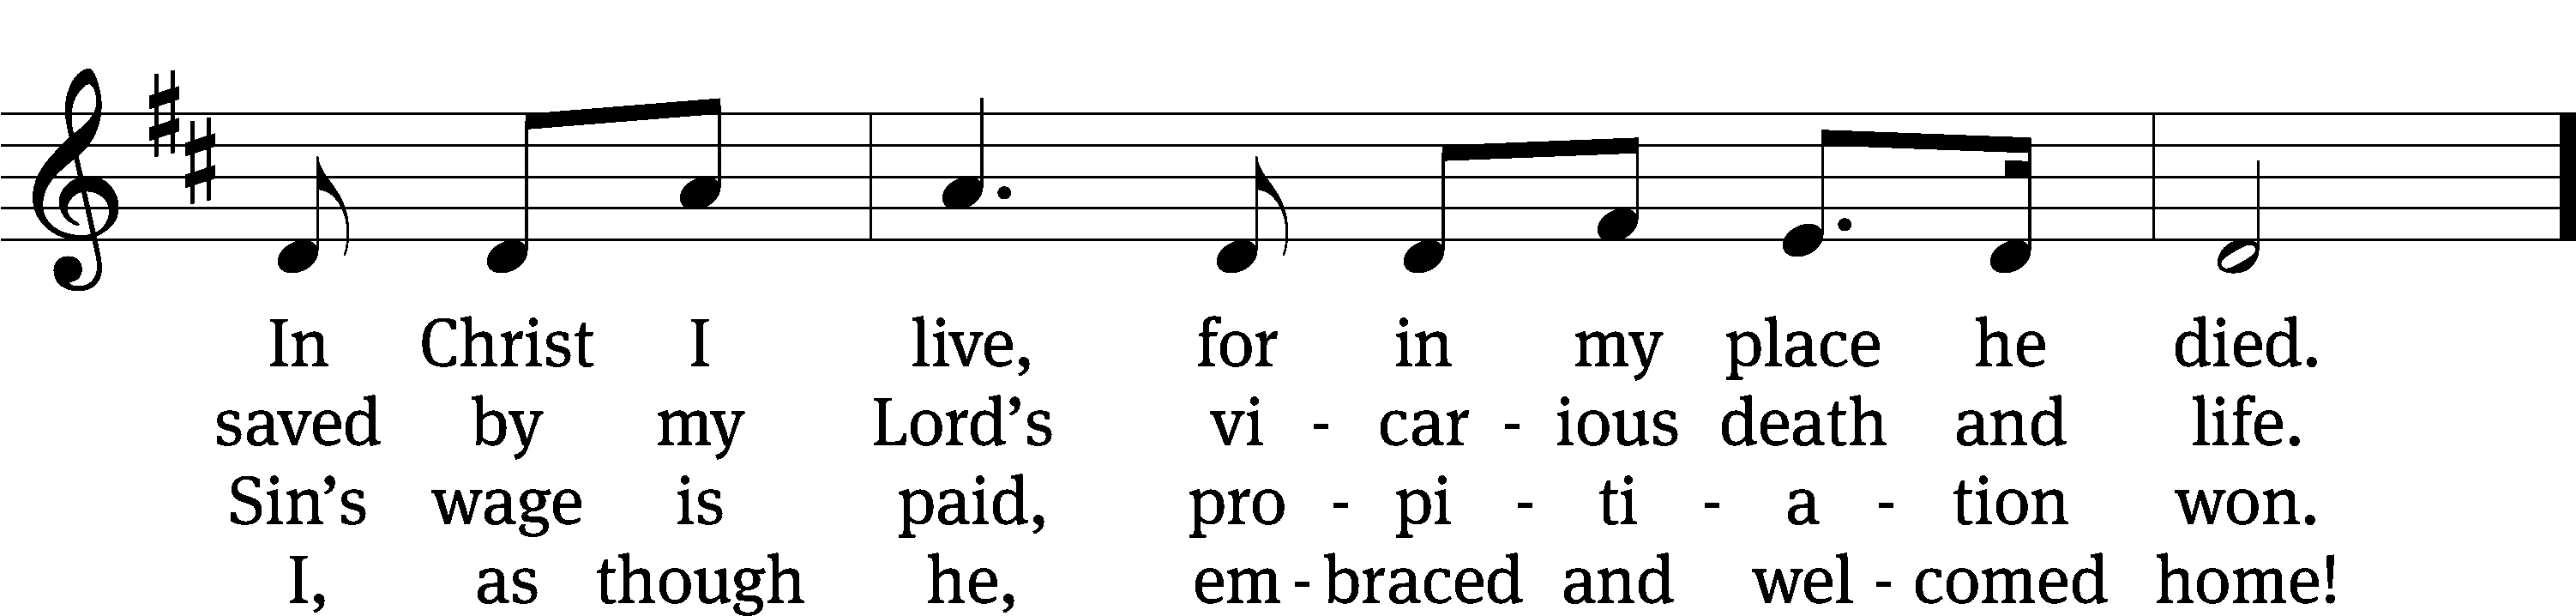 In Christ I live, for in my place he died.
saved by my Lord’s vi - car - ious death and life.
Sin’s wage is paid, pro - pi - ti - a - tion won.
I, as though he, em - braced and wel - comed home!